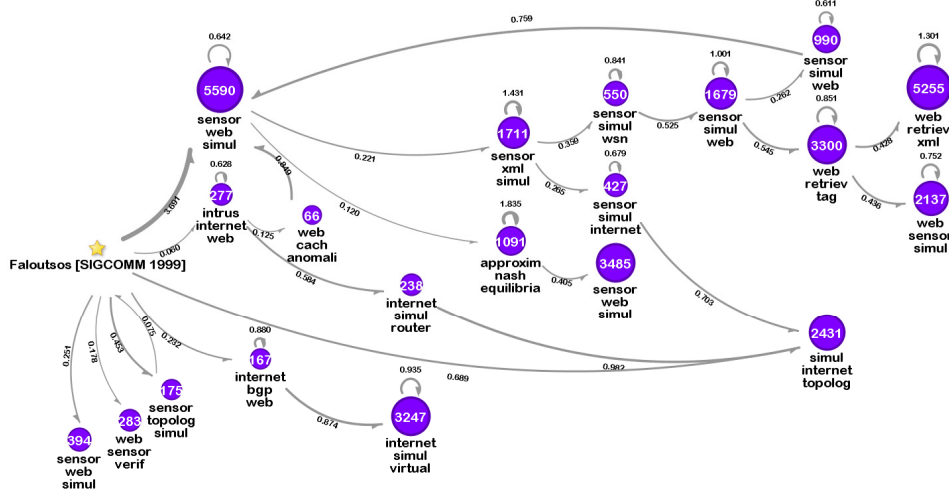 0.642
5590
sensor
web
simul
0.759
0.611
990
sensor
simul
web
1.301
5255
web
retriev
xml
0.841
550
sensor
simul
wsn
1.001
1679
sensor
simul
web
0.262
1.431
1711
sensor
xml
simul
0.359
0.525
0.545
0.851
3300
web
retriev
tag
0.428
0.221
0.265
0.679
427
sensor
simul
internet
0.436
0.752
2137
web
sensor
simul
3.091
0.849
0.120
0.628
277
intrus
internet
web
0.125
66
web
cach
anomali
0.060
Faloutsos [SIGCOMM 1999]
1.835
1091
approxim
nash
equilibria
0.405
3485
sensor
web
simul
0.584
238
internet
simul
router
0.703
2431
simul
internet
topolog
0.982
0.689
0.251
0.178
0.453
0.075
0.232
0.880
167
internet
bgp
web
0.874
0.935
3247
internet
simul
virtual
175
sensor
topolog
simul
283
web
sensor
verif
394
sensor
web
simul